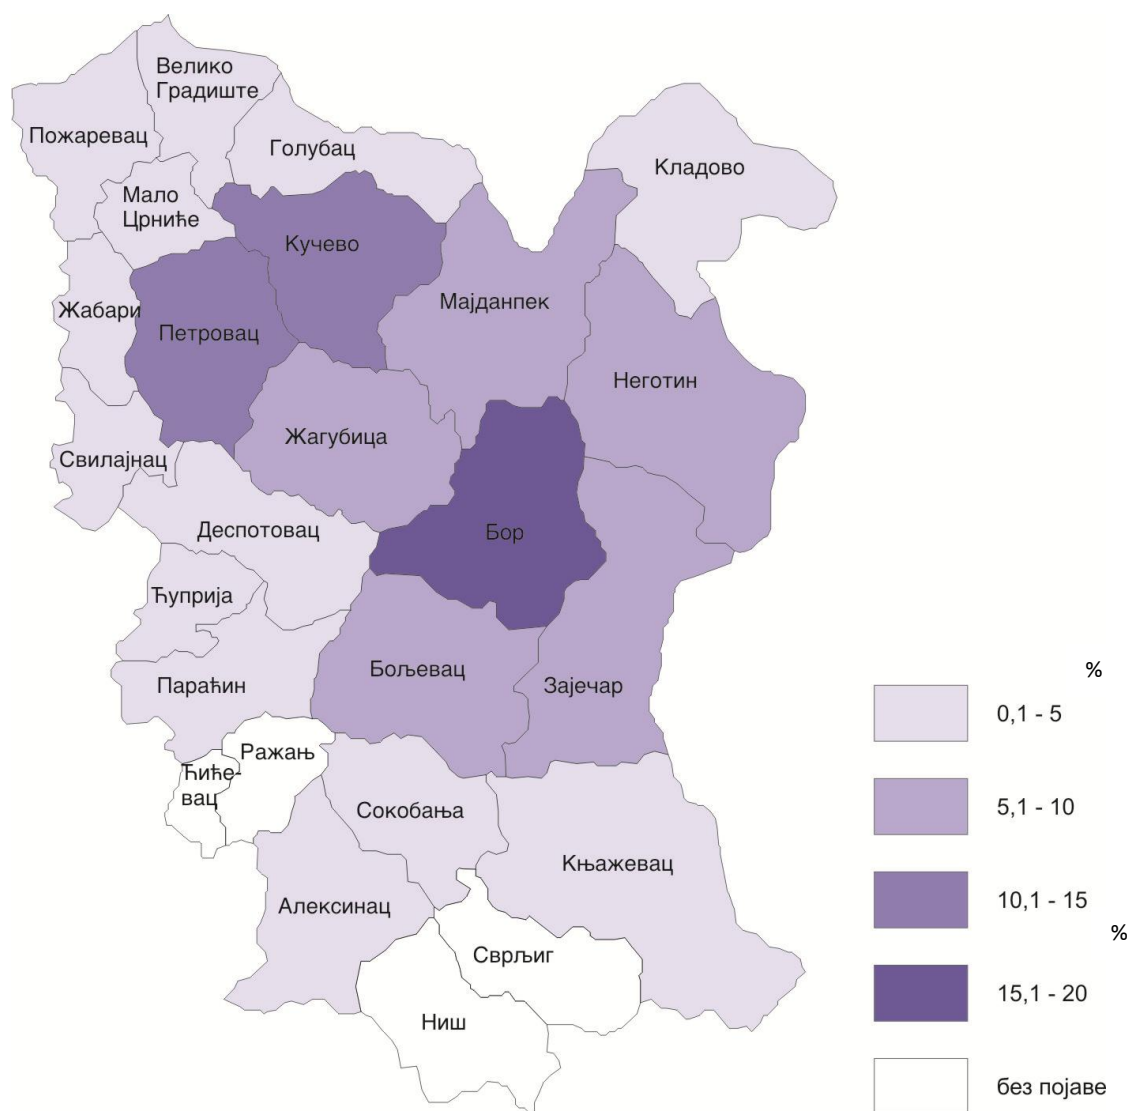 Велико
Градиште
Пожаревац
Голубац
Кладово
Мало
Црниће
Кучево
Жабари
Мајданпек
Петровац
Неготин
Жагубица
Свилајнац
Деспотовац
Бор
Ћуприја
Бољевац
Параћин
Зајечар
%
0,1 - 5
Ражањ
Ћиће-
вац
5,1 - 10
Сокобања
Књажевац
10,1 - 15
Алексинац
%
Сврљиг
15,1 - 20
Ниш
без појаве